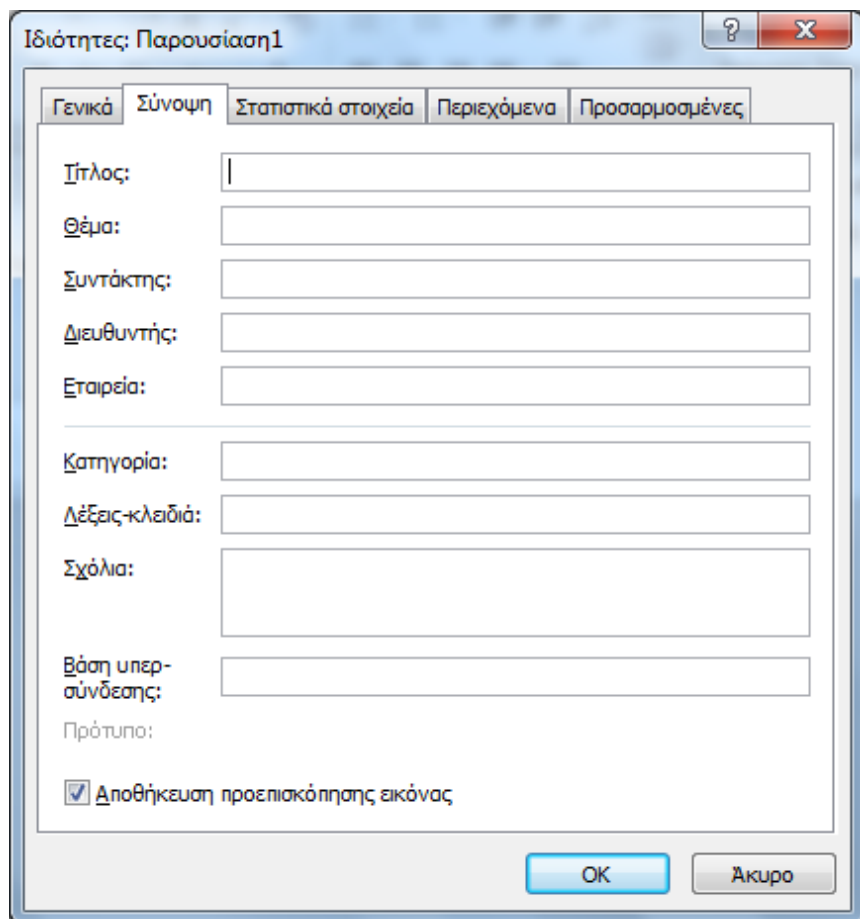 Ιδιότητες: Παρουσίαση1
Γενικά Σύνοψη Στατιστικά στοιχεία Περιεχόμενα Προσαρμοσμένες
Τίτλος:
Θέμα:
Συντάκτης:
Διευθυντής:
Εταιρεία:
Κατηγορία:
Λέξεις-κλειδιά:
Σχόλια:
Βάση υπερ-
σύνδεσης:
Πρότυπο:
Αποθήκευση προεπισκόπησης εικόνας
OK Άκυρο